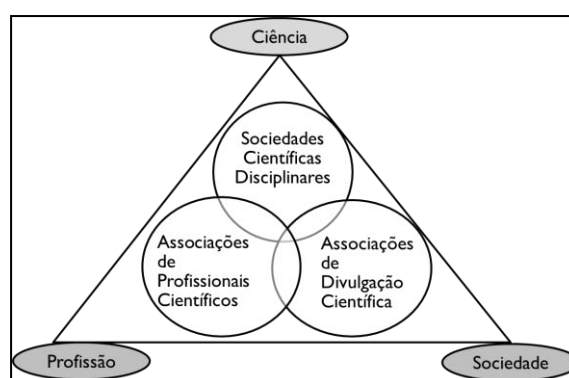 Ciência
Sociedades
Científicas
Disciplinares
Associações
de
Profissionais
Científicos
Associações
de
Divulgação
Científica
Profissão
Sociedade